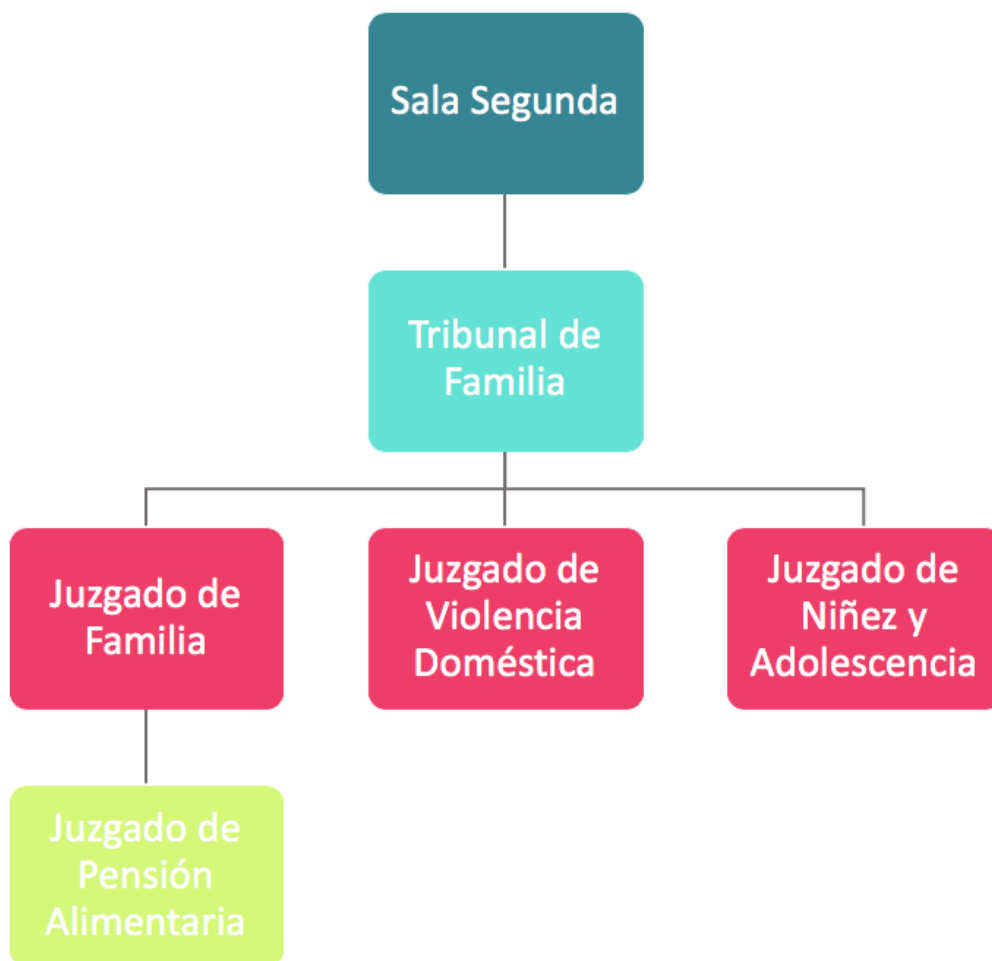 Sala Segunda
Tribunal de
Familia
Juzgado de
Familia
Juzgado de
Violencia
Doméstica
Juzgado de
Niñez y
Adolescencia
Juzgado de
Pensión
Alimentaria